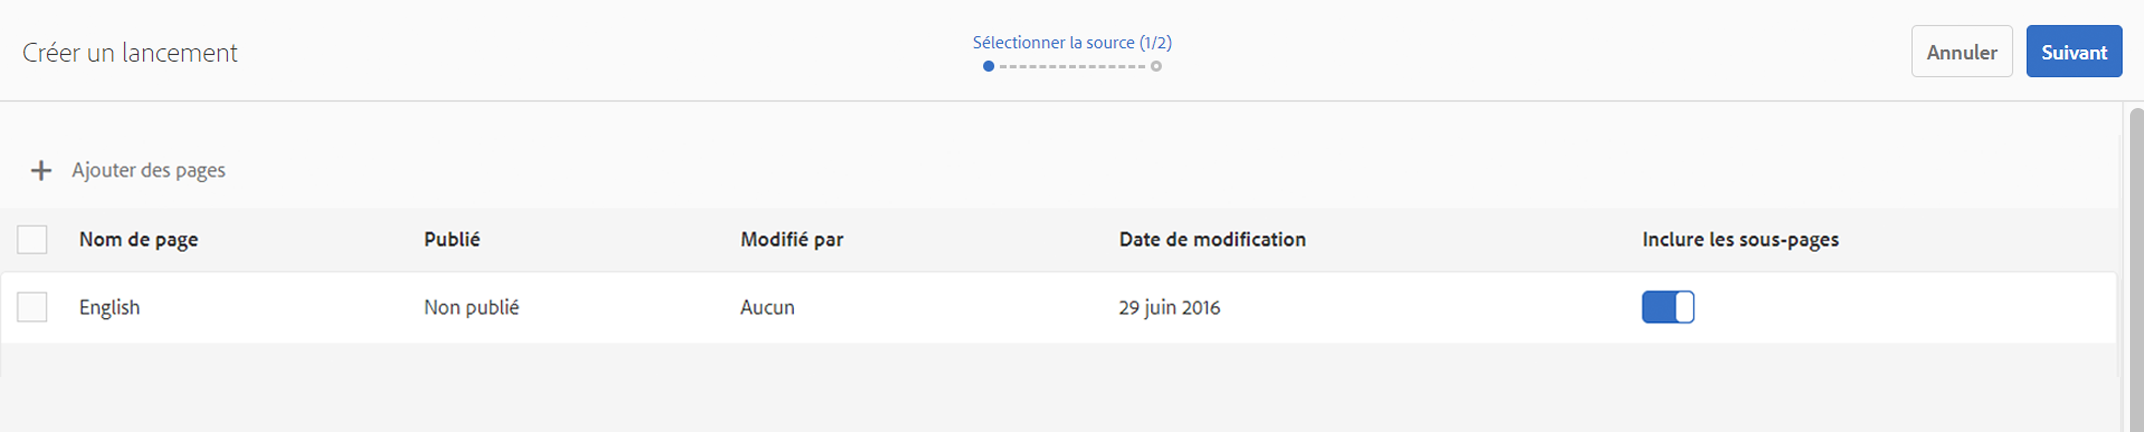 Créer un lancement
Sélectionner la source (1/2)
Annuler
Suivant
Ajouter des pages
Nom de page Publié Modifié par Date de modification Inclure les sous-pages
English Non publié Aucun 29 juin 2016